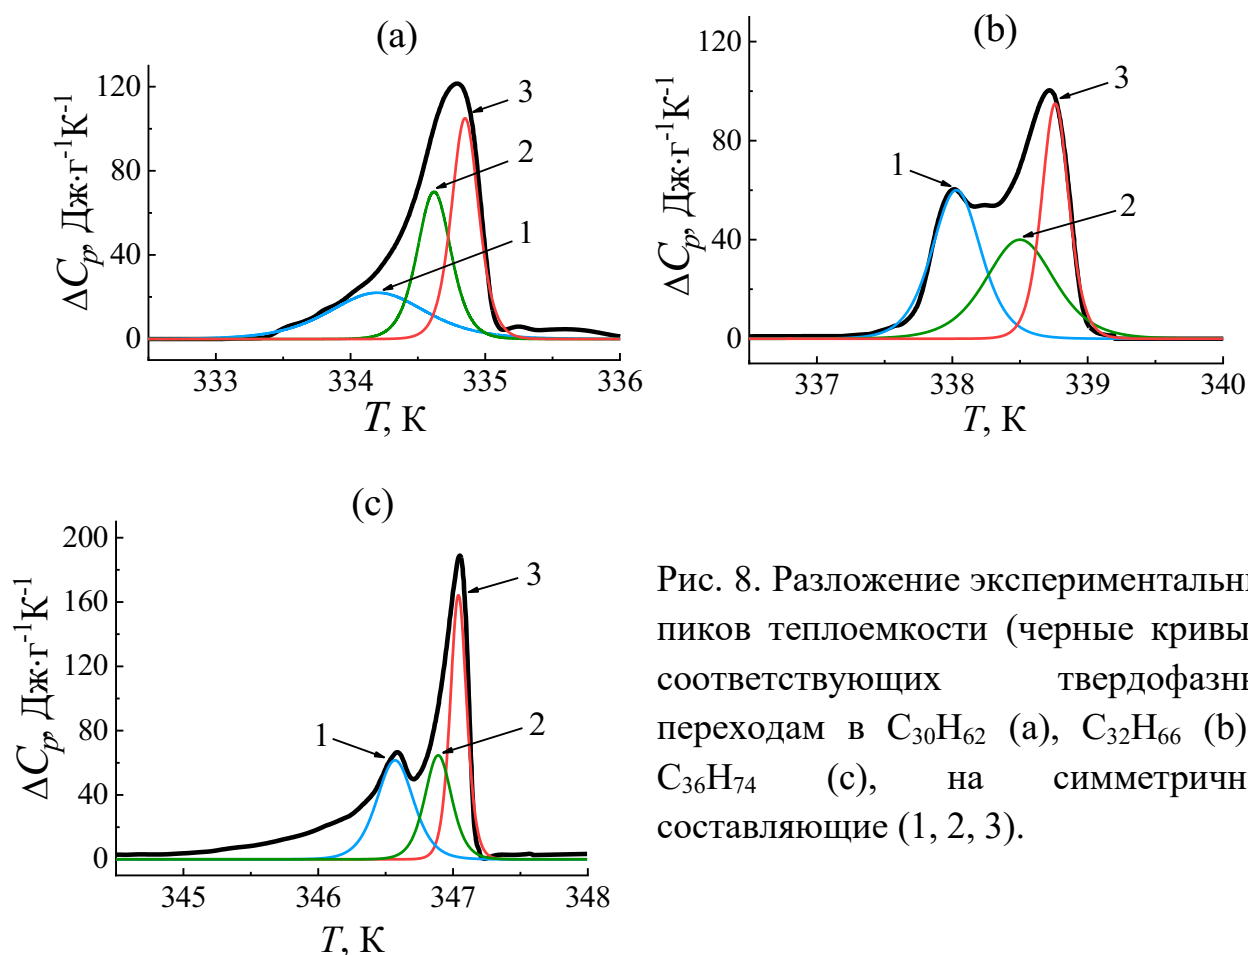 (a)
ΔCp, Дж·г-1К-1
120
80
40
0
3
2
1
333
334
335
336
T, К
(b)
ΔCp, Дж·г-1К-1
120
80
40
0
1
3
2
337
338
339
340
T, К
(c)
ΔCp, Дж·г-1К-1
200
160
120
80
40
0
3
1
2
345
346
347
348
T, К
Рис. 8. Разложение экспериментальны
пиков теплоемкости (черные кривы
соответствующих твердофазны
переходам в C30H62 (a), C32H66 (b)
C36H74 (c), на симметричны
составляющие (1, 2, 3).